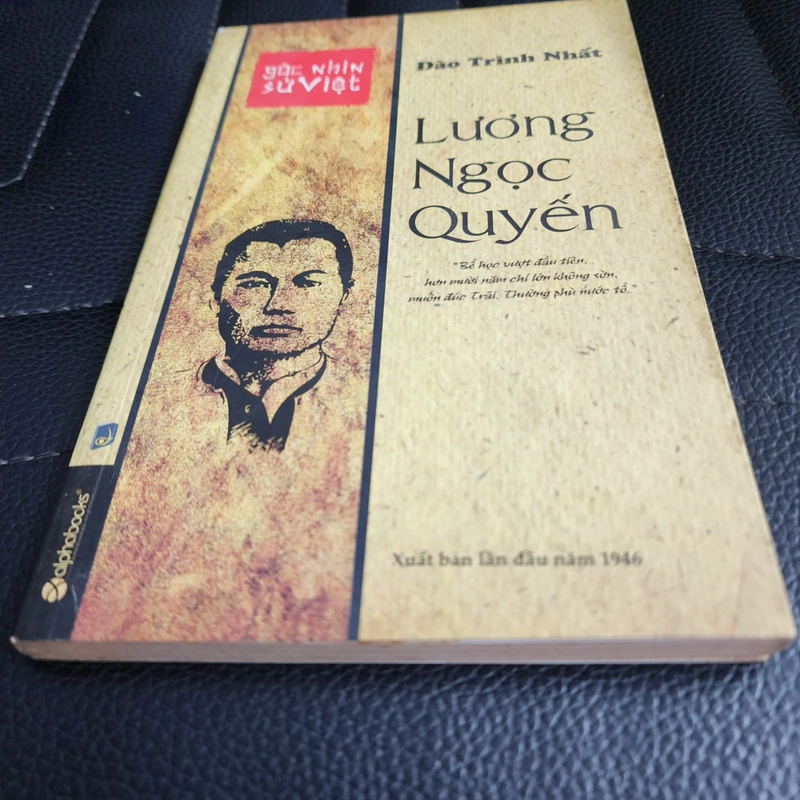 góc nhìn
sử Việt
Đào Trinh Nhất
Lương
Ngọc
Quyến
"Bể học vượt đầu tiên,
hơn mười năm chí lớn không sờn,
muốn đúc Trãi, Thường phù nước tổ."
Xuất bản lần đầu năm 1946
alphabooks®